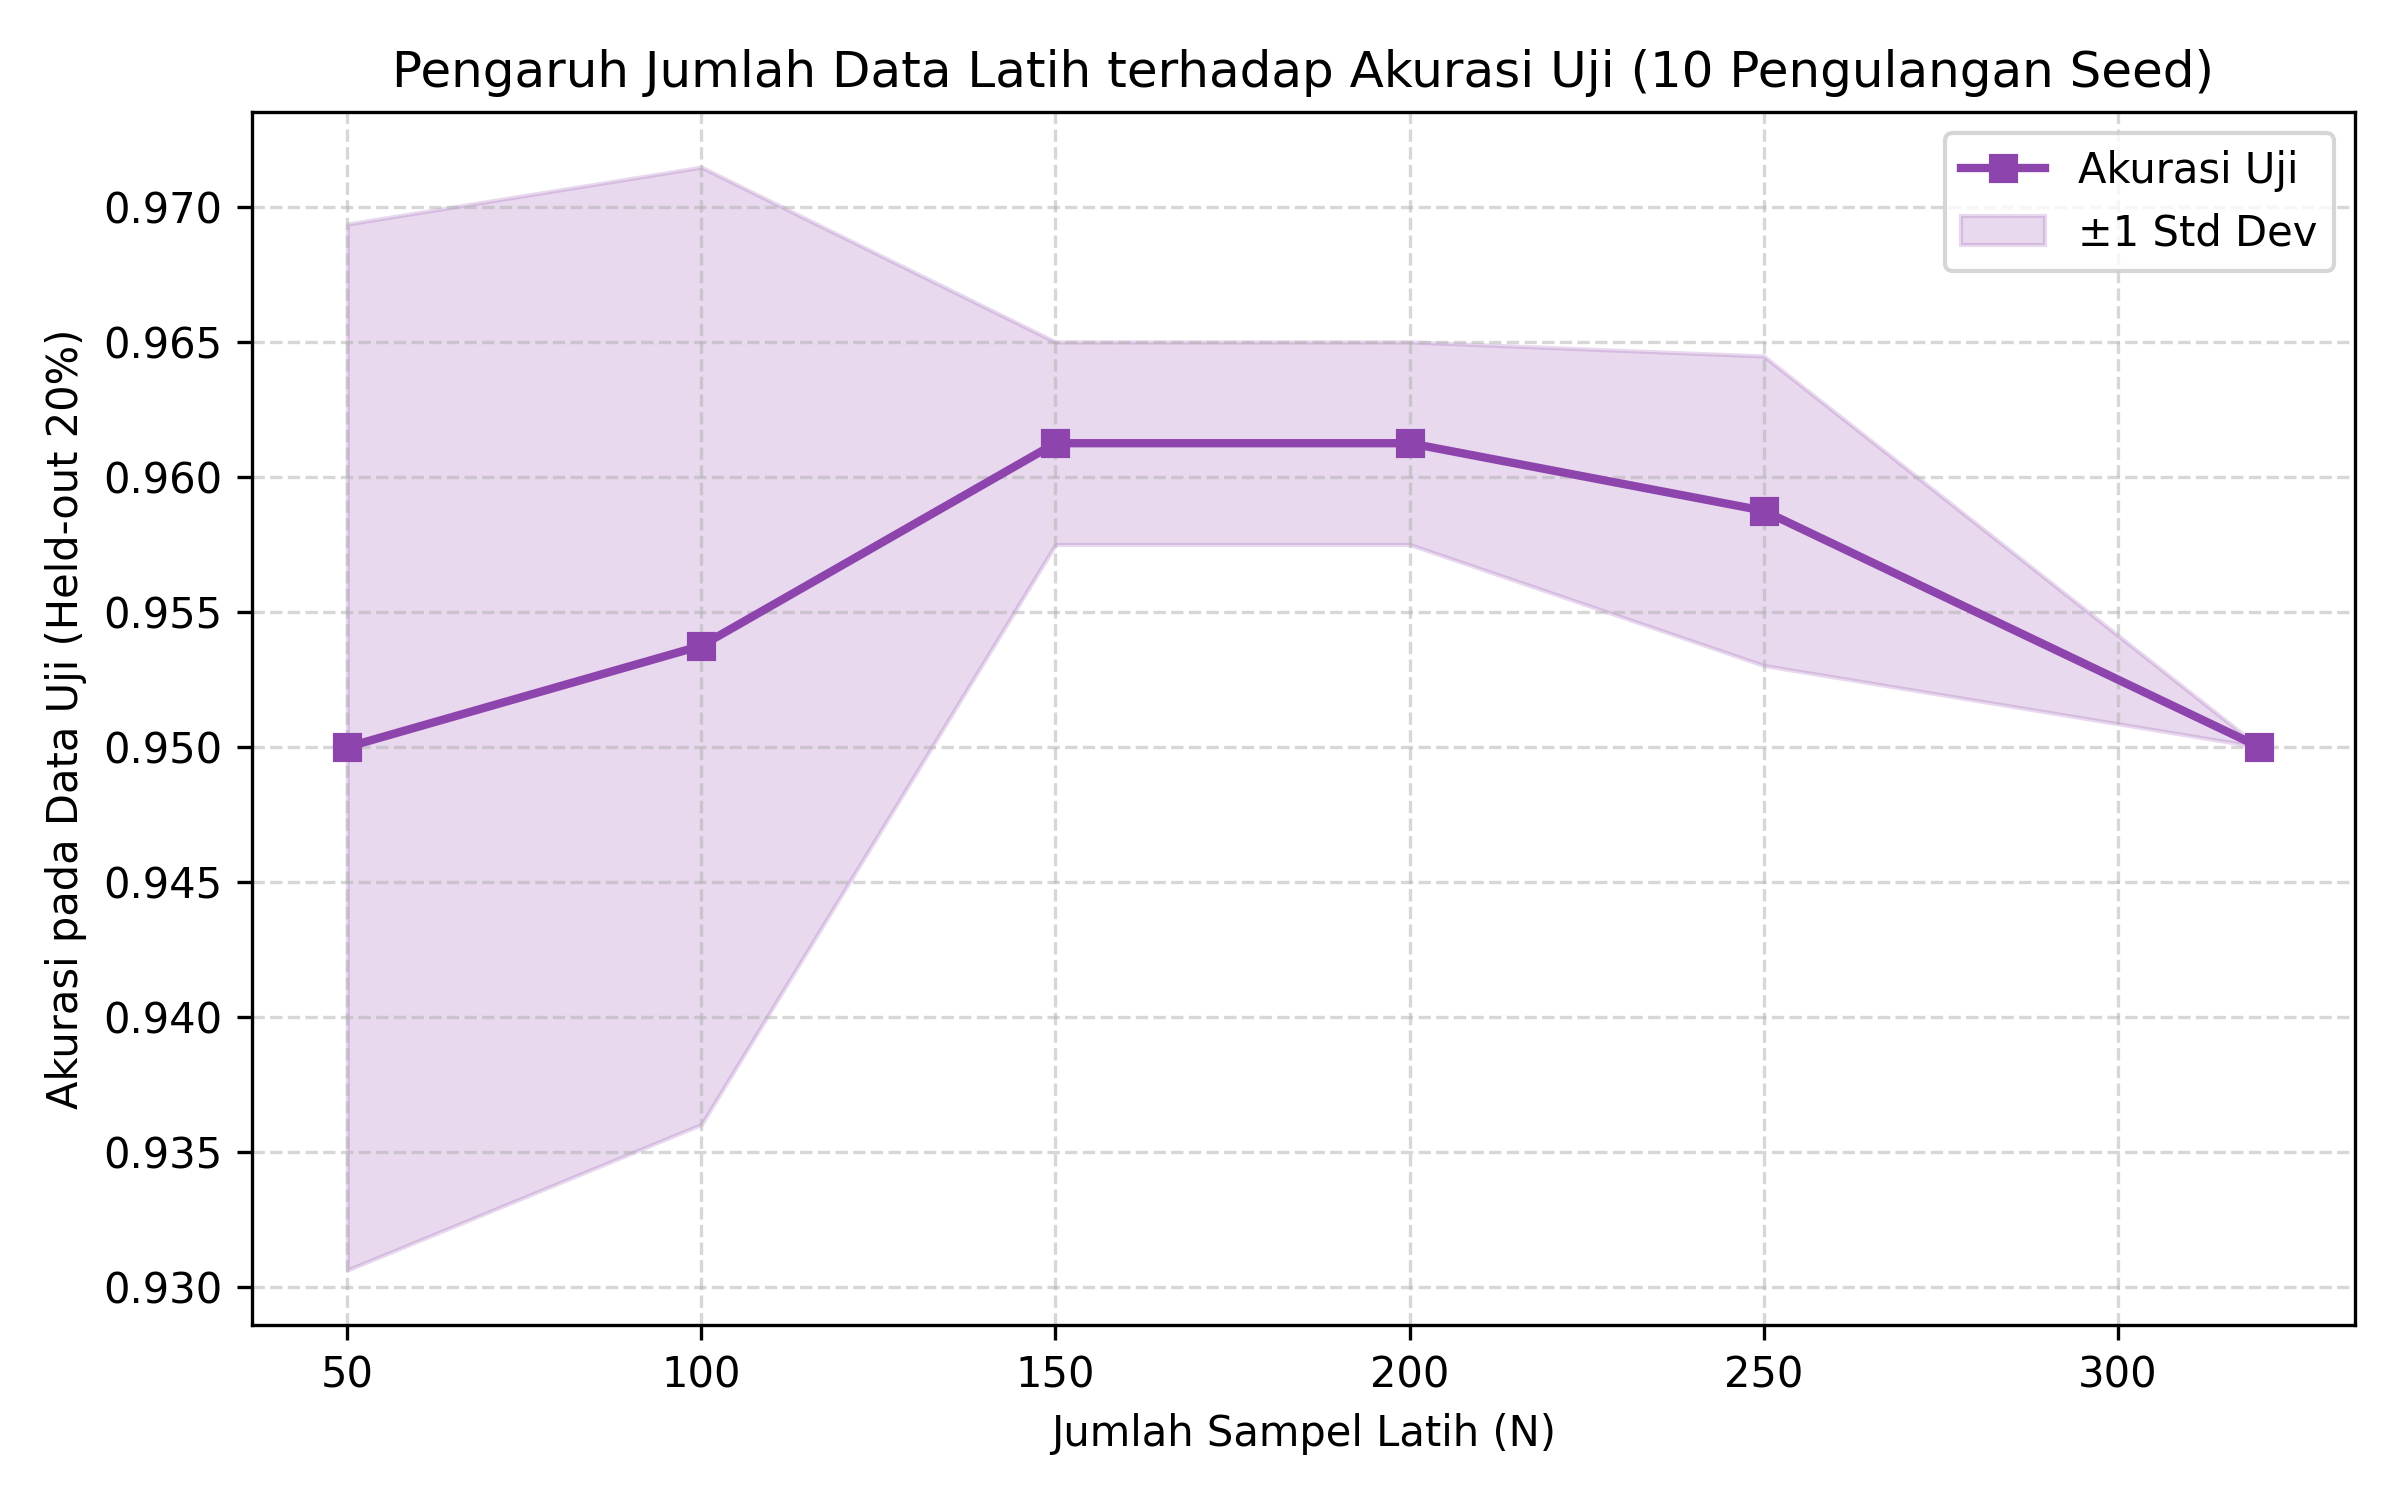 Pengaruh Jumlah Data Latih terhadap Akurasi Uji (10 Pengulangan Seed)
Akurasi Uji
±1 Std Dev
Akurasi pada Data Uji (Held-out 20%)
0.970
0.965
0.960
0.955
0.950
0.945
0.940
0.935
0.930
50 100 150 200 250 300
Jumlah Sampel Latih (N)